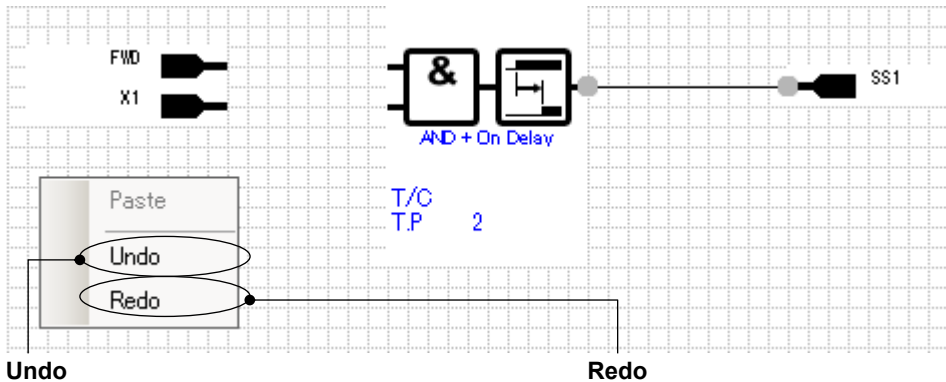 FWD
X1
&
SS1
AND + On Delay
T/C
T.P 2
Paste
Undo
Redo
Undo
Redo